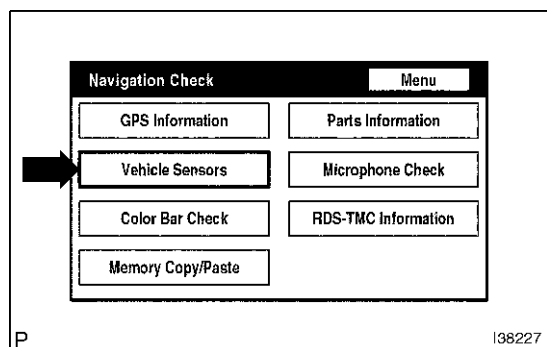 Navigation Check Menu
GPS Information Parts Information
Vehicle Sensors Microphone Check
Color Bar Check RDS-TMC Information
Memory Copy/Paste
P I38227